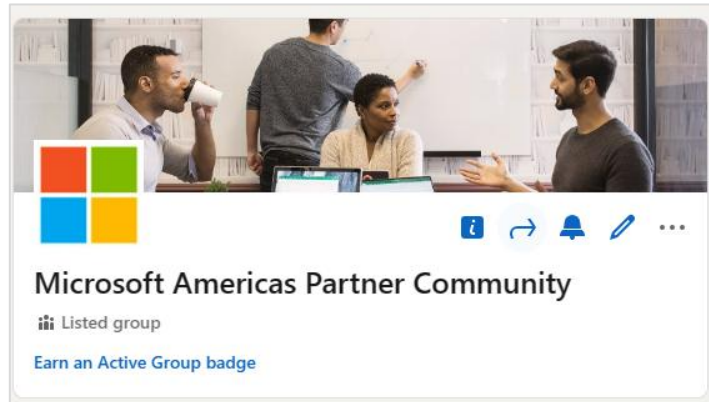 Microsoft Americas Partner Community
Listed group
Earn an Active Group badge